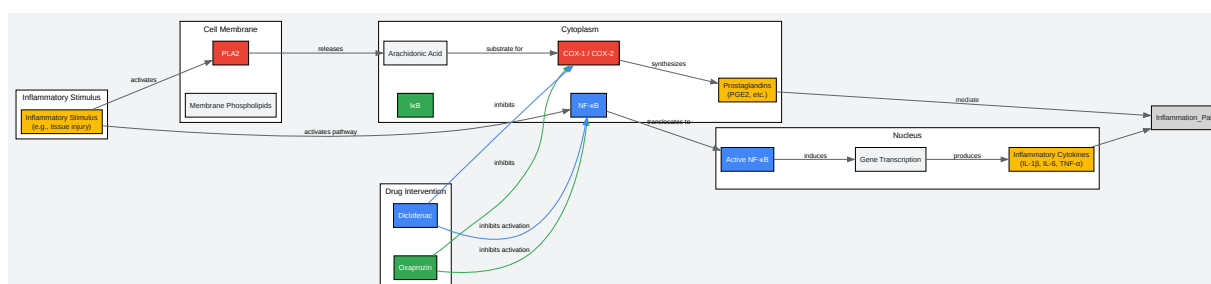 Cell Membrane
PLA2
Membrane Phospholipids
activates
releases
Inflammatory Stimulus
Inflammatory Stimulus
(e.g., tissue injury)
activates pathway
Cytoplasm
Arachidonic Acid
substrate for
COX-1 / COX-2
synthesizes
Prostaglandins
(PGE2, etc.)
IκB
NF-κB
inhibits
inhibits
translocates to
mediate
Inflammation_Pa
Nucleus
Active NF-κB
induces
Gene Transcription
produces
Inflammatory Cytokines
(IL-1β, IL-6, TNF-α)
Drug Intervention
Diclofenac
inhibits activation
inhibits activation
Oxaprozin